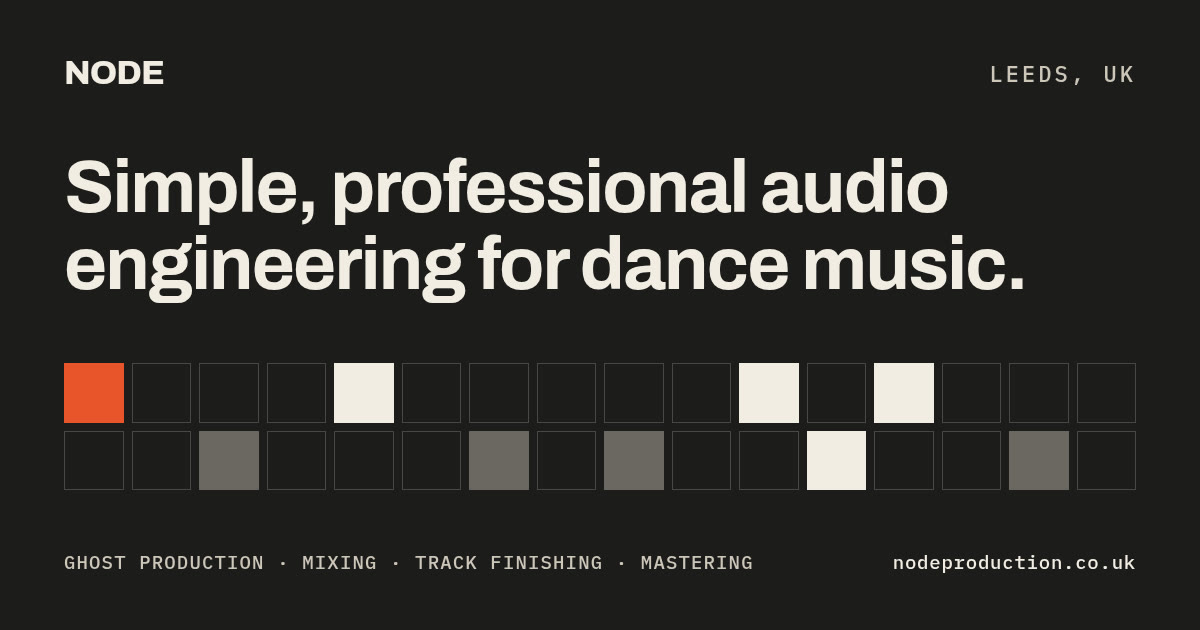 NODE
LEEDS, UK
Simple, professional audio
engineering for dance music.
GHOST PRODUCTION · MIXING · TRACK FINISHING · MASTERING
nodeproduction.co.uk